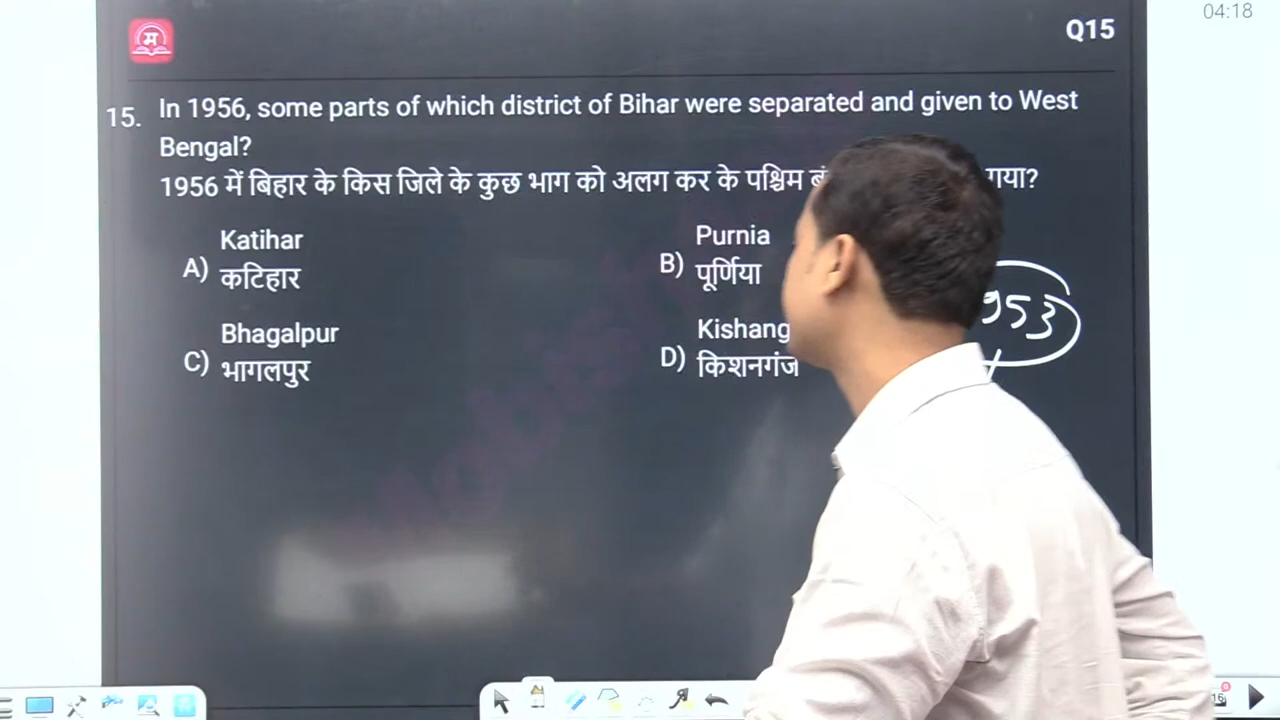 04:18
म
Q15
15. In 1956, some parts of which district of Bihar were separated and given to West
Bengal?
1956 में बिहार के किस जिले के कुछ भाग को अलग कर के पश्चिम गया?
A) Katihar
कटिहार
B) Purnia
पूर्णिया
953
C) Bhagalpur
भागलपुर
D) Kishang
किशनगंज